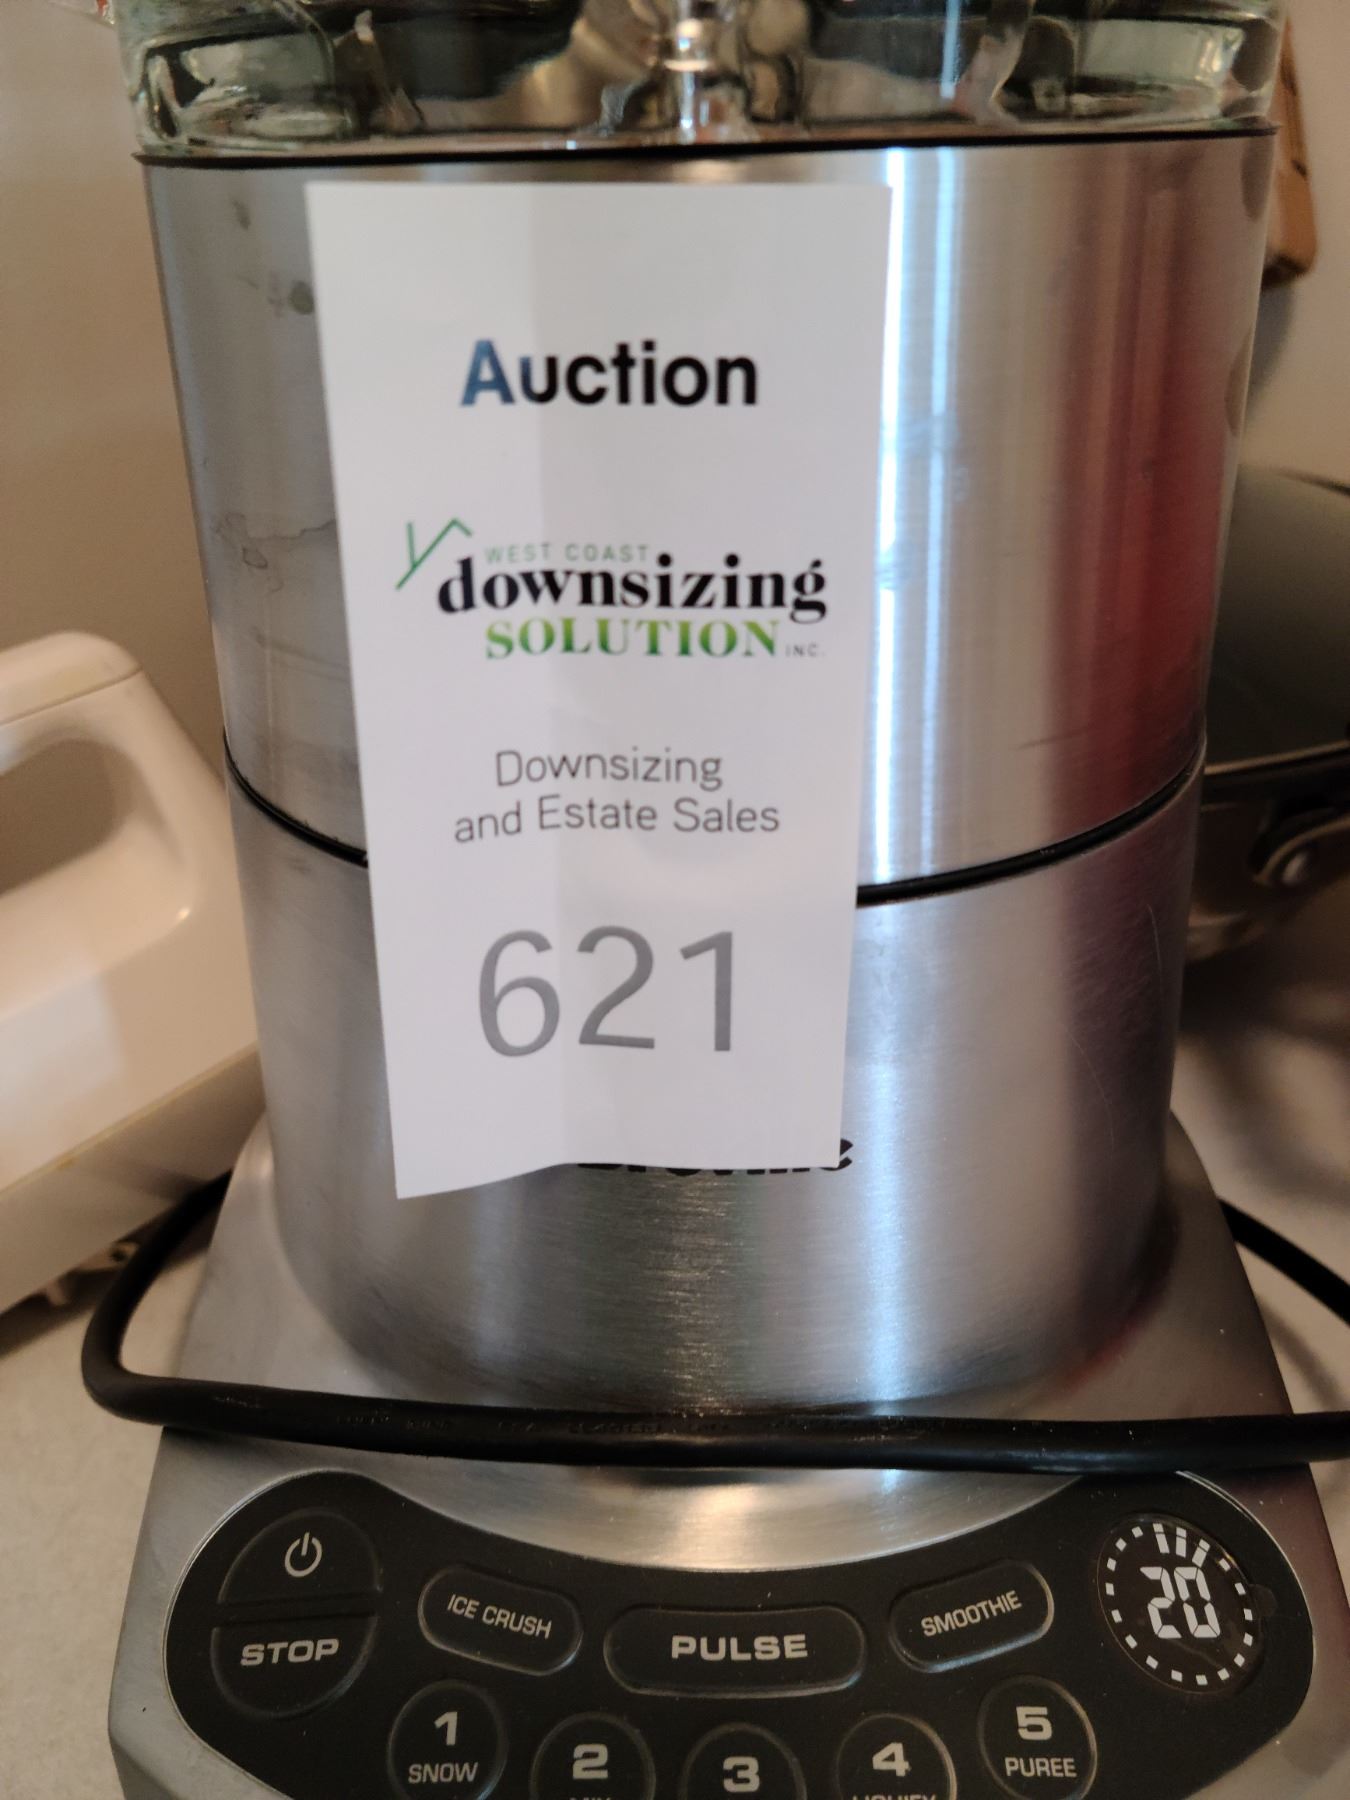 Auction
WEST COAST
downsizing
SOLUTION INC.
Downsizing
and Estate Sales
621
STOP
ICE CRUSH
PULSE
SMOOTHIE
20
1
SNOW
2
3
4
5
PUREE